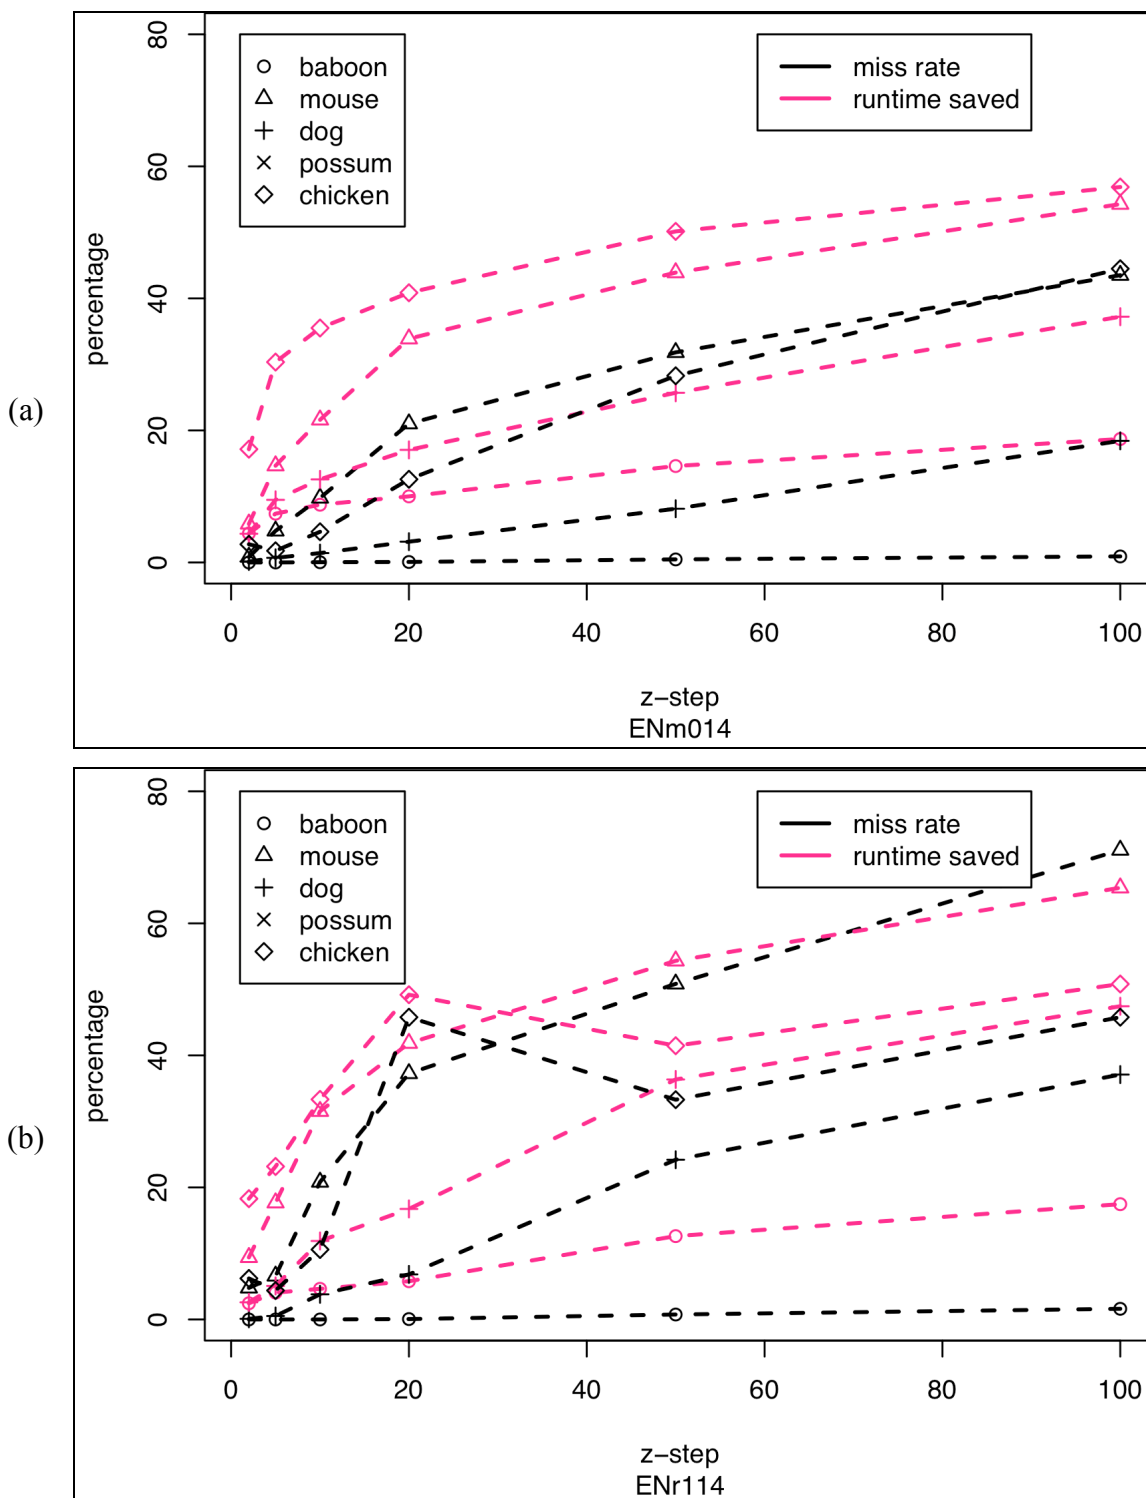 (a)
percentage
80
60
40
20
0
baboon
mouse
dog
possum
chicken
miss rate
runtime saved
0 20 40 60 80 100
z−step
ENm014
(b)
percentage
80
60
40
20
0
baboon
mouse
dog
possum
chicken
miss rate
runtime saved
0 20 40 60 80 100
z−step
ENr114